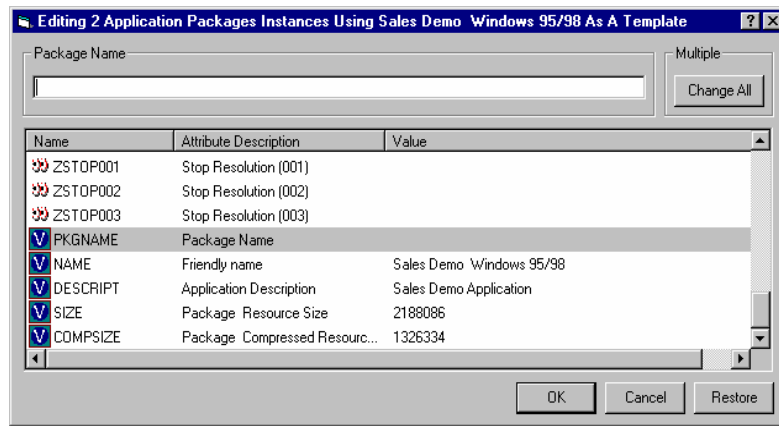 Editing 2 Application Packages Instances Using Sales Demo  Windows 95/98 As A Template
Package Name
Multiple
Change All
Name Attribute Description Value
ZSTOP001 Stop Resolution (001)
ZSTOP002 Stop Resolution (002)
ZSTOP003 Stop Resolution (003)
V PKGNAME Package Name
V NAME Friendly name Sales Demo  Windows 95/98
V DESCRIPT Application Description Sales Demo Application
V SIZE Package  Resource Size 2188086
V COMPSIZE Package  Compressed Resourc... 1326334
OK Cancel Restore